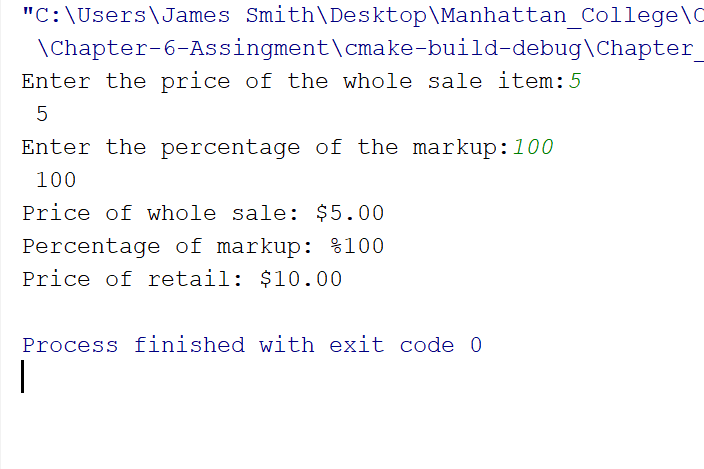 "C:\Users\James Smith\Desktop\Manhattan_College\C
\Chapter-6-Assingment\cmake-build-debug\Chapter_
Enter the price of the whole sale item:5
5
Enter the percentage of the markup:100
100
Price of whole sale: $5.00
Percentage of markup: %100
Price of retail: $10.00
Process finished with exit code 0